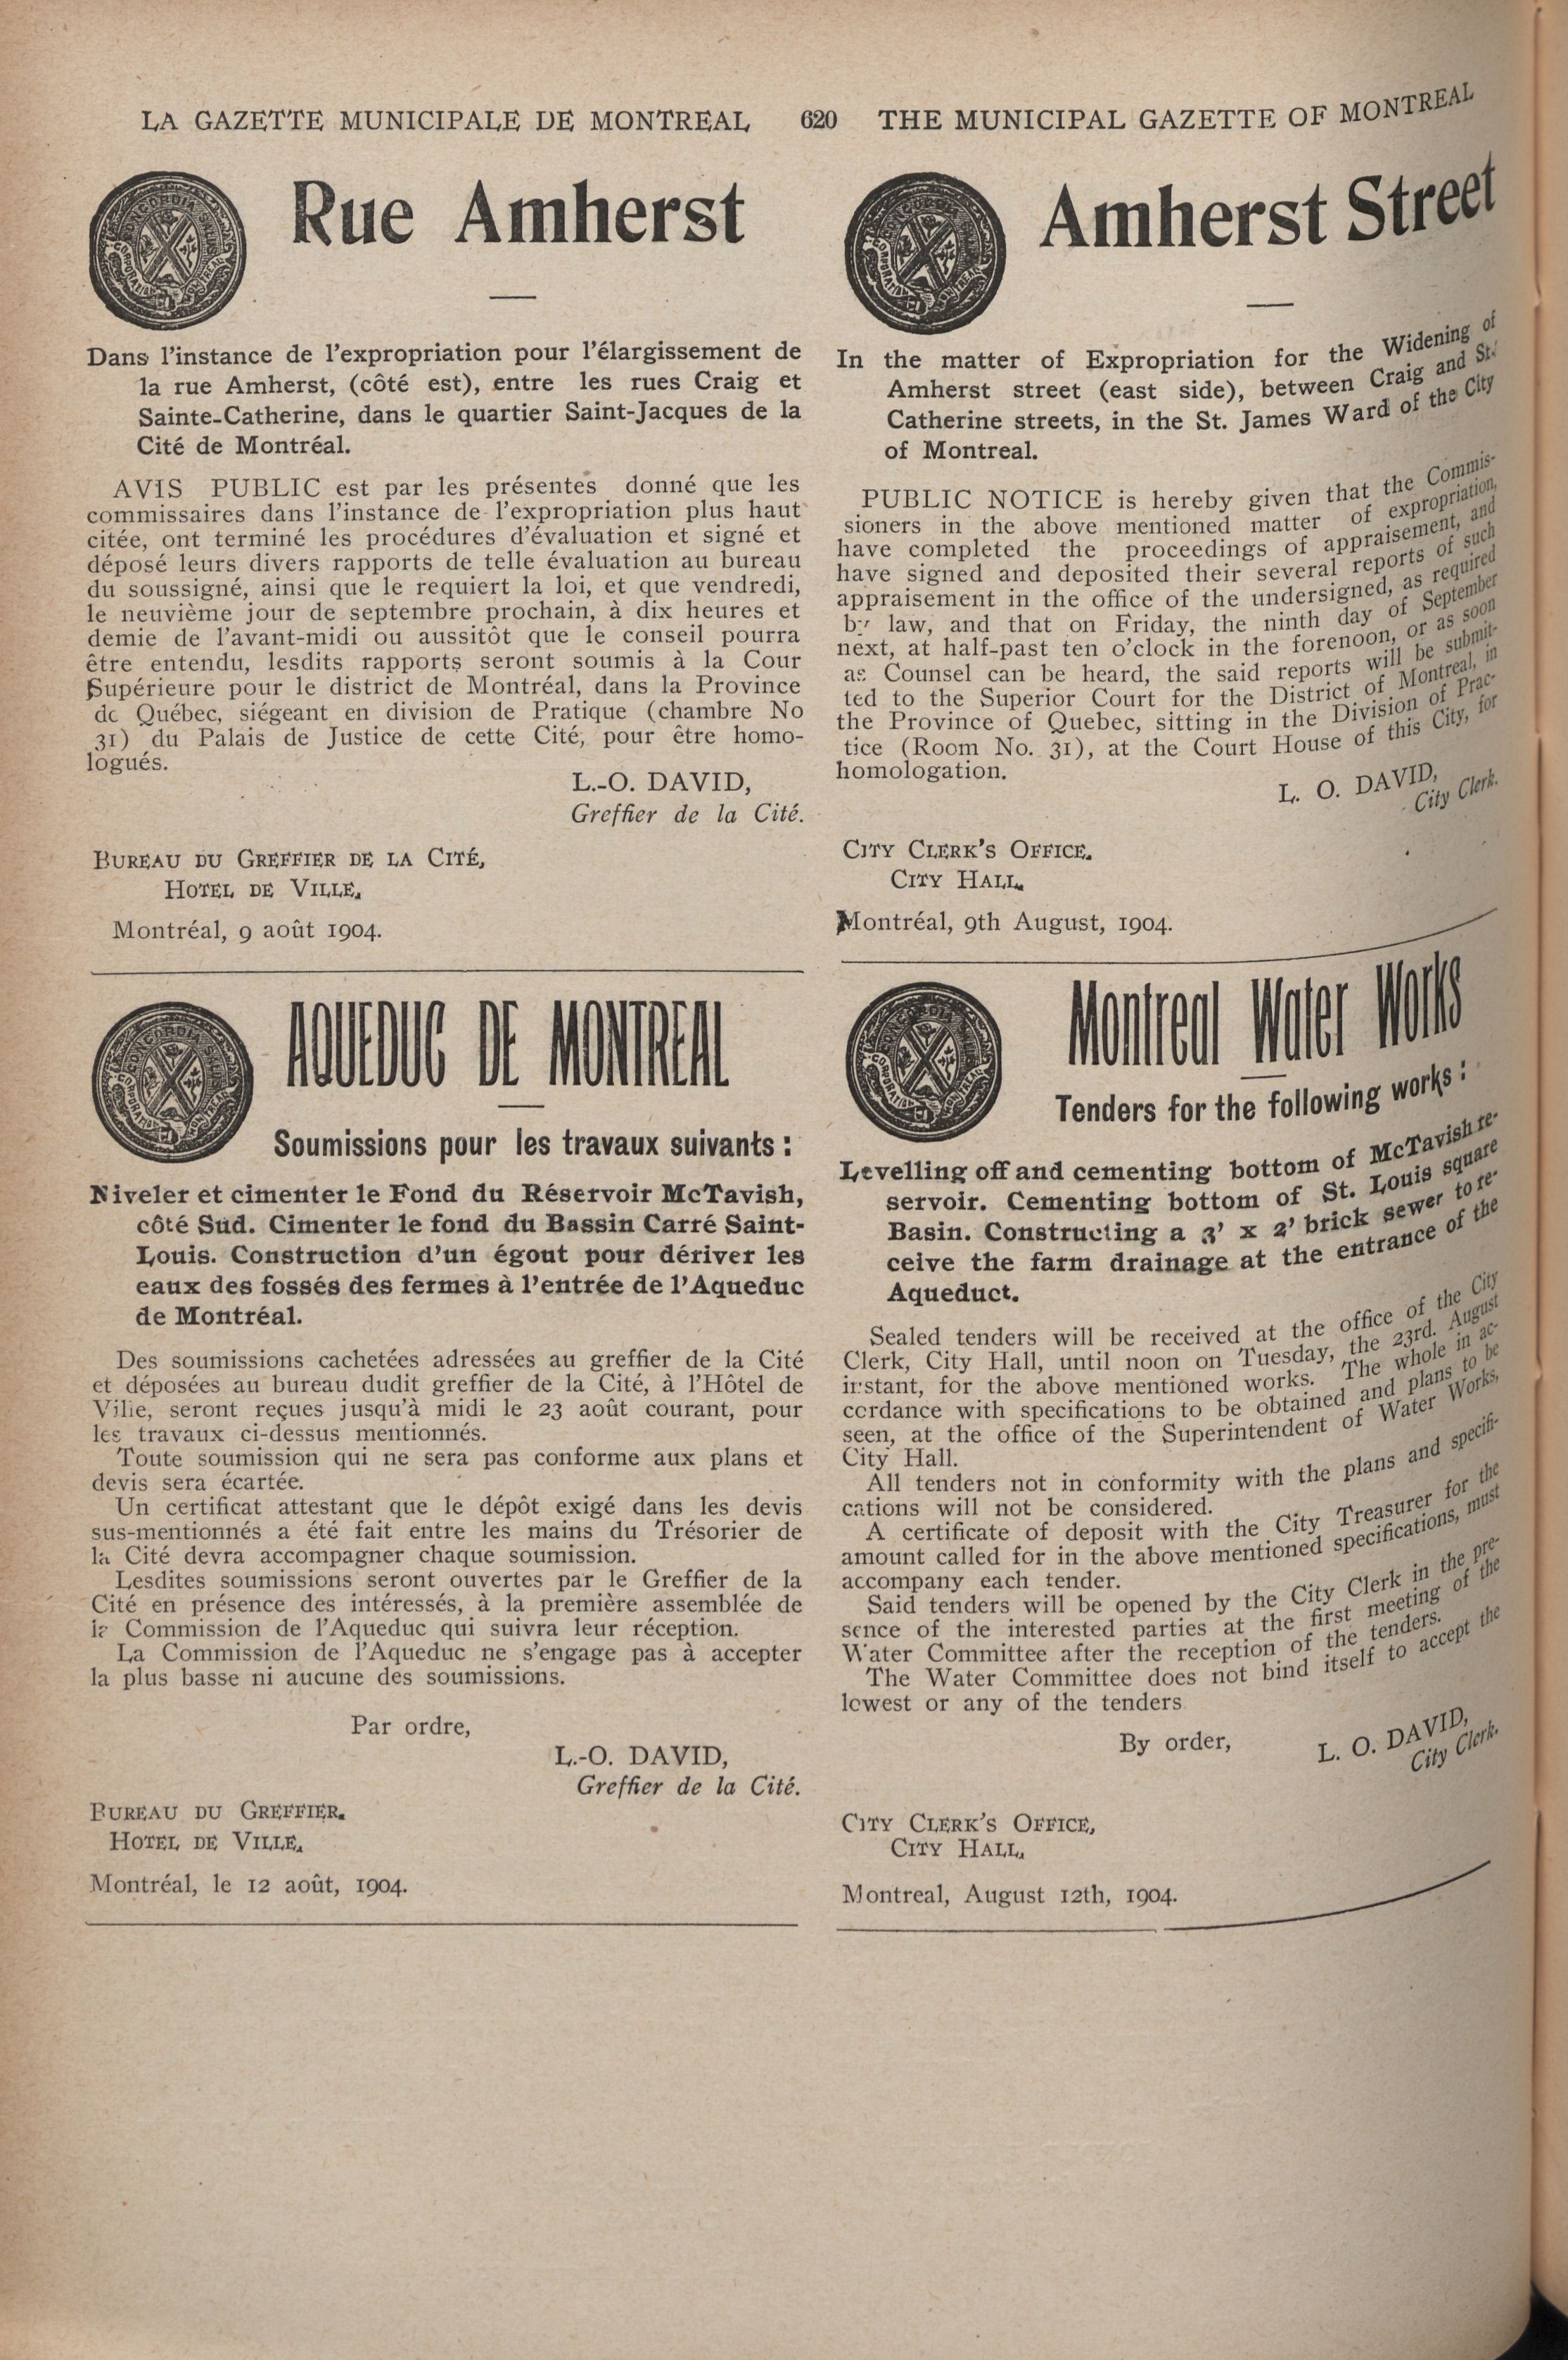 LA GAZETTE MUNICIPALE DE MONTREAL 620 THE MUNICIPAL GAZETTE OF MONTREAL
Rue Amherst
Dans l'instance de l'expropriation pour l'élargissement de
la rue Amherst, (côté est), entre les rues Craig et
Sainte-Catherine, dans le quartier Saint-Jacques de la
Cité de Montréal.
AVIS PUBLIC est par les présentes donné que les
commissaires dans l'instance de l'expropriation plus haut
citée, ont terminé les procédures d'évaluation et signé et
déposé leurs divers rapports de telle évaluation au bureau
du soussigné, ainsi que le requiert la loi, et que vendredi,
le neuvième jour de septembre prochain, à dix heures et
demie de l'avant-midi ou aussitôt que le conseil pourra
être entendu, lesdits rapports seront soumis à la Cour
Supérieure pour le district de Montréal, dans la Province
de Québec, siégeant en division de Pratique (chambre No
31) du Palais de Justice de cette Cité, pour être homo-
logués.
L.-O. DAVID,
Greffier de la Cité.
BUREAU DU GREFFIER DE LA CITÉ,
HOTEL DE VILLE.
Montréal, 9 août 1904.
AQUEDUC DE MONTREAL
Soumissions pour les travaux suivants :
Niveler et cimenter le Fond du Réservoir McTavish,
côté Sud. Cimenter le fond du Bassin Carré Saint-
Louis. Construction d'un égout pour dériver les
eaux des fossés des fermes à l'entrée de l'Aqueduc
de Montréal.
Des soumissions cachetées adressées au greffier de la Cité
et déposées au bureau dudit greffier de la Cité, à l'Hôtel de
Ville, seront reçues jusqu'à midi le 23 août courant, pour
les travaux ci-dessus mentionnés.
Toute soumission qui ne sera pas conforme aux plans et
devis sera écartée.
Un certificat attestant que le dépôt exigé dans les devis
sus-mentionnés a été fait entre les mains du Trésorier de
la Cité devra accompagner chaque soumission.
Lesdites soumissions seront ouvertes par le Greffier de la
Cité en présence des intéressés, à la première assemblée de
la Commission de l'Aqueduc qui suivra leur réception.
La Commission de l'Aqueduc ne s'engage pas à accepter
la plus basse ni aucune des soumissions.
Par ordre,
L.-O. DAVID,
Greffier de la Cité.
BUREAU DU GREFFIER.
HOTEL DE VILLE.
Montréal, le 12 août, 1904.
Amherst Street
In the matter of Expropriation for the Widening of
Amherst street (east side), between Craig and St.
Catherine streets, in the St. James Ward of the City
of Montreal.
PUBLIC NOTICE is hereby given that the Commis-
sioners in the above mentioned matter of expropriation,
have completed the proceedings of appraisement, and
have signed and deposited their several reports of such
appraisement in the office of the undersigned, as required
by law, and that on Friday, the ninth day of September
next, at half-past ten o'clock in the forenoon, or as soon
as Counsel can be heard, the said reports will be submit-
ted to the Superior Court for the District of Montreal, in
the Province of Quebec, sitting in the Division of Prac-
tice (Room No. 31), at the Court House of this City, for
homologation.
L. O. DAVID,
City Clerk.
CITY CLERK'S OFFICE.
CITY HALL.
Montréal, 9th August, 1904.
Montreal Water Works
Tenders for the following works :
Levelling off and cementing bottom of McTavish re-
servoir. Cementing bottom of St. Louis square
Basin. Constructing a 3' x 2' brick sewer to re-
ceive the farm drainage at the entrance of the
Aqueduct.
Sealed tenders will be received at the office of the City
Clerk, City Hall, until noon on Tuesday, the 23rd. August
instant, for the above mentioned works. The whole in ac-
cordance with specifications to be obtained and plans to be
seen, at the office of the Superintendent of Water Works,
City Hall.
All tenders not in conformity with the plans and specifi-
cations will not be considered.
A certificate of deposit with the City Treasurer for the
amount called for in the above mentioned specifications, must
accompany each tender.
Said tenders will be opened by the City Clerk in the pre-
sence of the interested parties at the first meeting of the
Water Committee after the reception of the tenders.
The Water Committee does not bind itself to accept the
lowest or any of the tenders
By order,
L. O. DAVID,
City Clerk.
CITY CLERK'S OFFICE,
CITY HALL.
Montreal, August 12th, 1904.